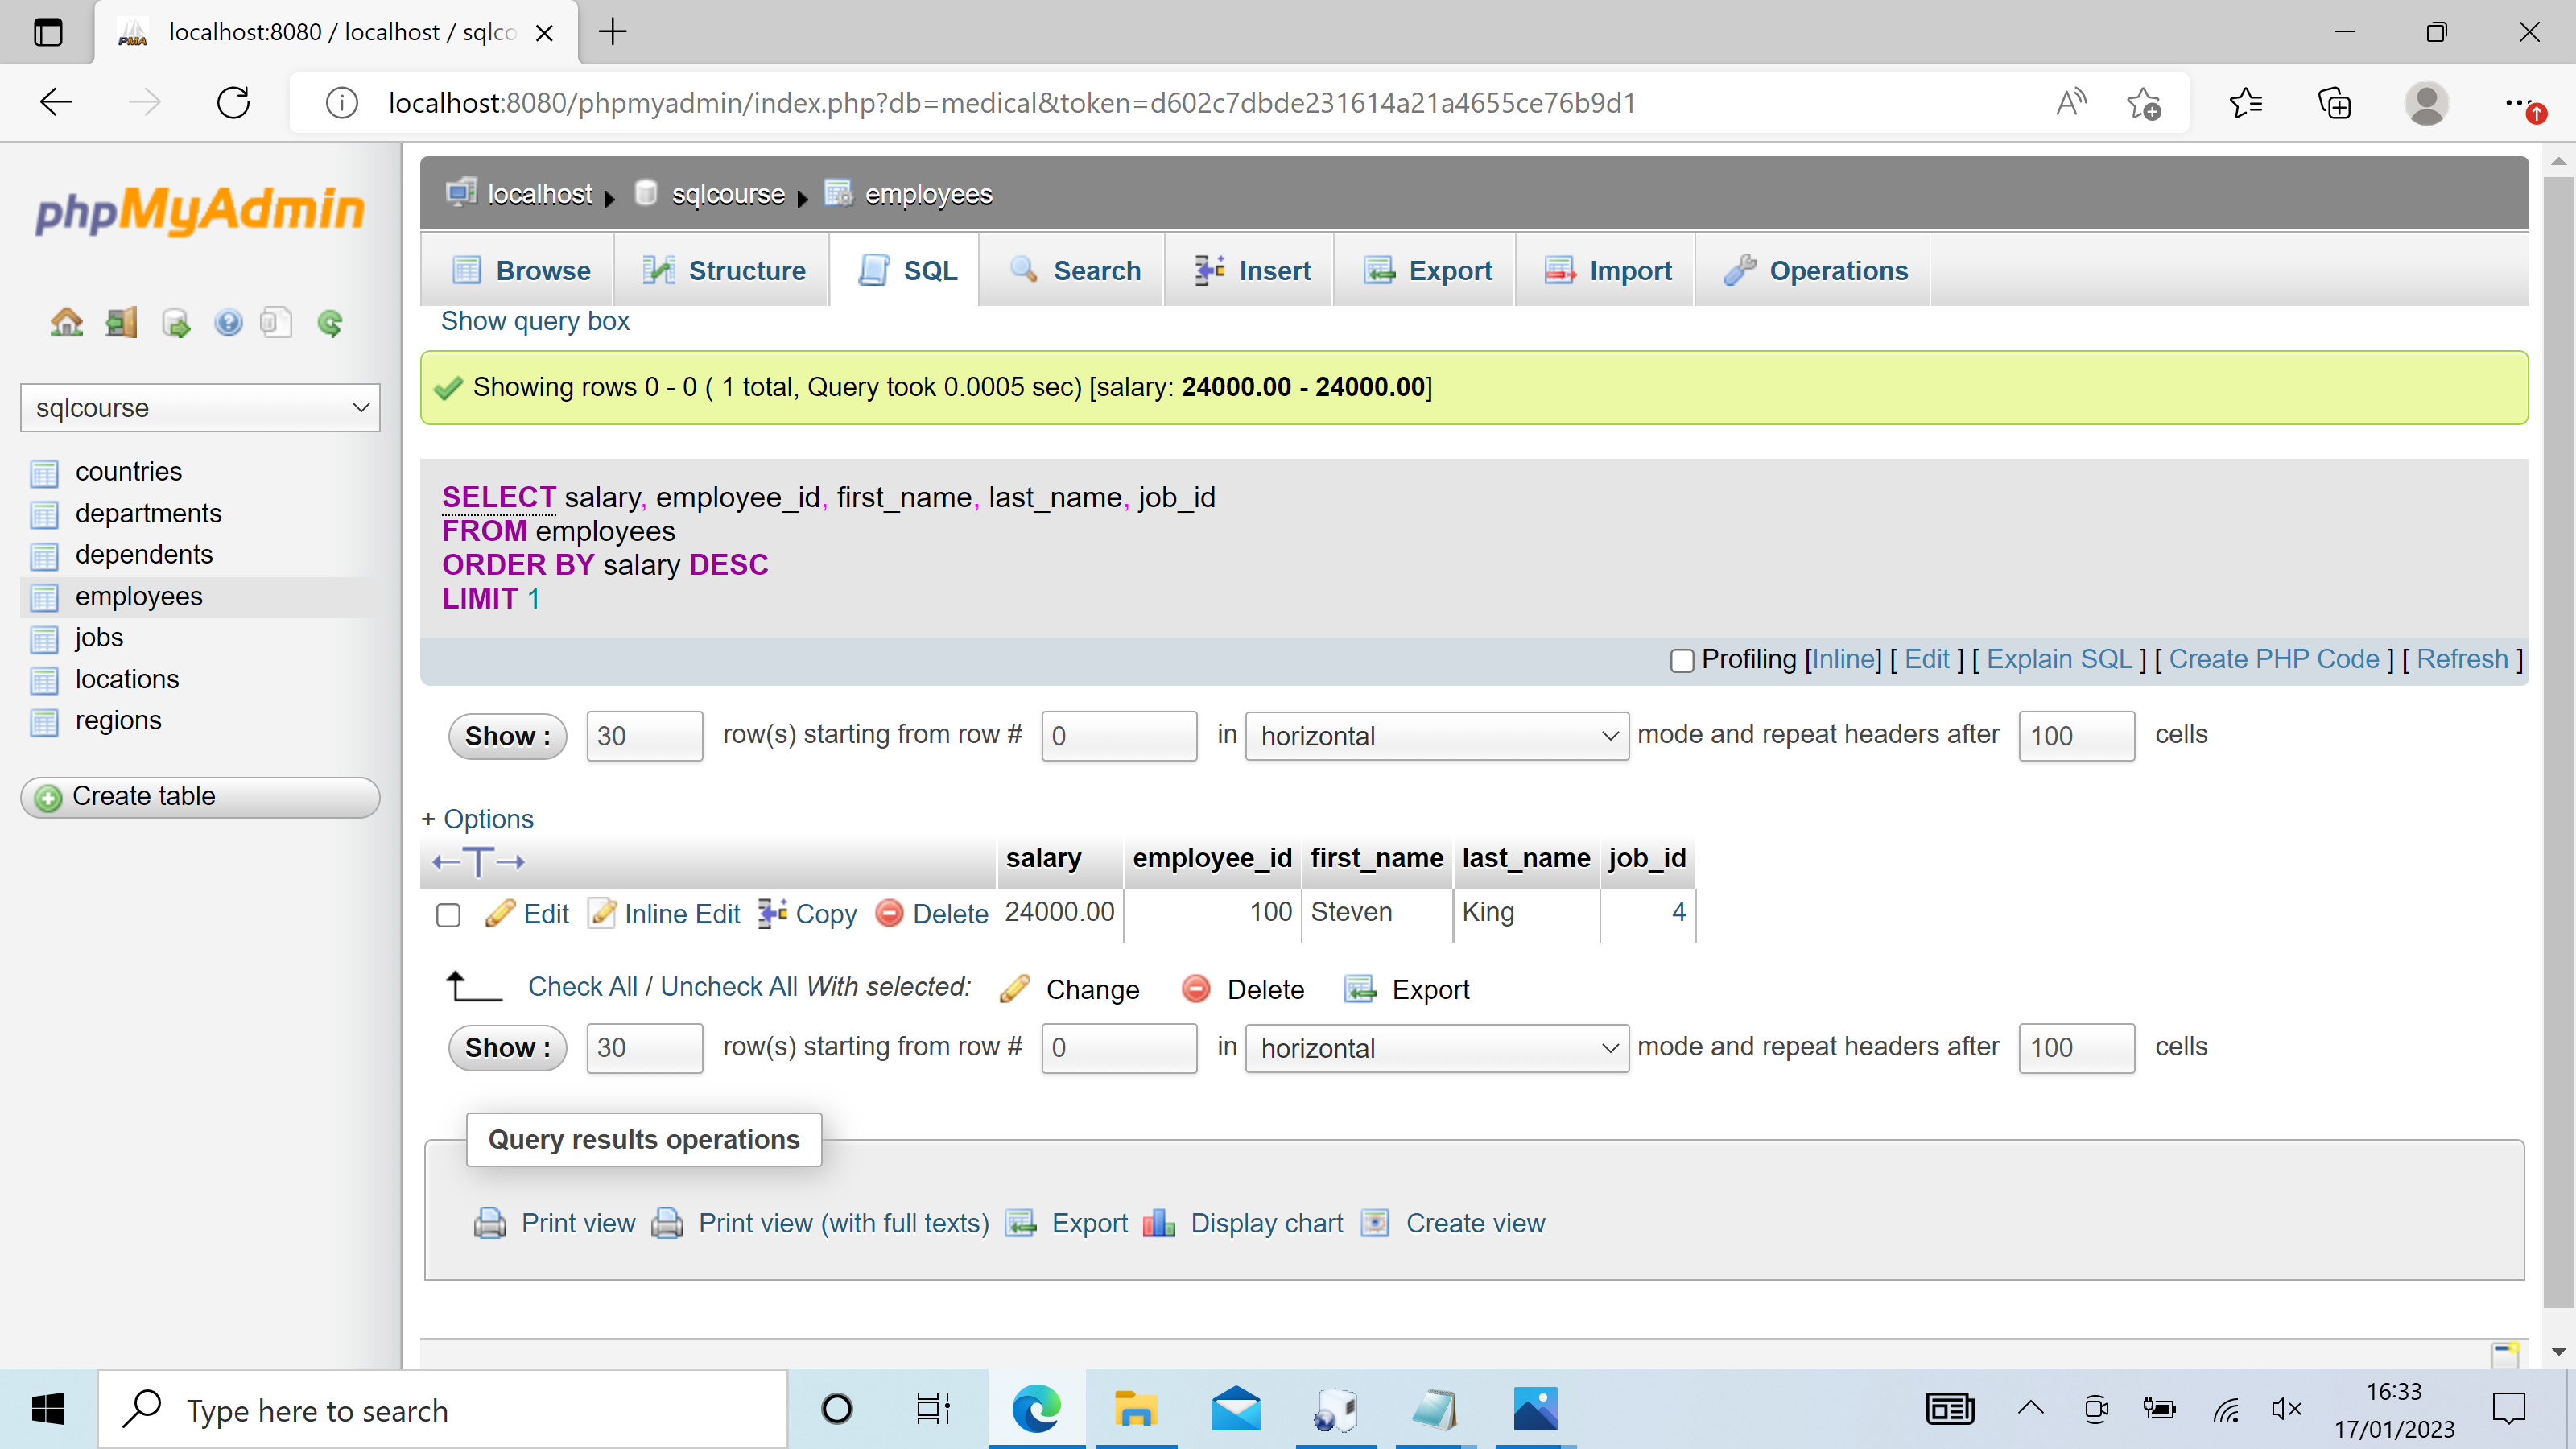 localhost:8080 / localhost / sqlco
localhost:8080/phpmyadmin/index.php?db=medical&token=d602c7dbde231614a21a4655ce76b9d1
phpMyAdmin
sqlcourse
countries
departments
dependents
employees
jobs
locations
regions
Create table
localhost sqlcourse employees
Browse Structure SQL Search Insert Export Import Operations
Show query box
Showing rows 0 - 0 ( 1 total, Query took 0.0005 sec) [salary: 24000.00 - 24000.00]
SELECT salary, employee_id, first_name, last_name, job_id
FROM employees
ORDER BY salary DESC
LIMIT 1
Profiling [Inline] [ Edit ] [ Explain SQL ] [ Create PHP Code ] [ Refresh ]
Show : 30 row(s) starting from row # 0 in horizontal mode and repeat headers after 100 cells
+ Options
←T→ salary employee_id first_name last_name job_id
Edit Inline Edit Copy Delete 24000.00 100 Steven King 4
Check All / Uncheck All With selected: Change Delete Export
Show : 30 row(s) starting from row # 0 in horizontal mode and repeat headers after 100 cells
Query results operations
Print view Print view (with full texts) Export Display chart Create view
Type here to search
16:33
17/01/2023